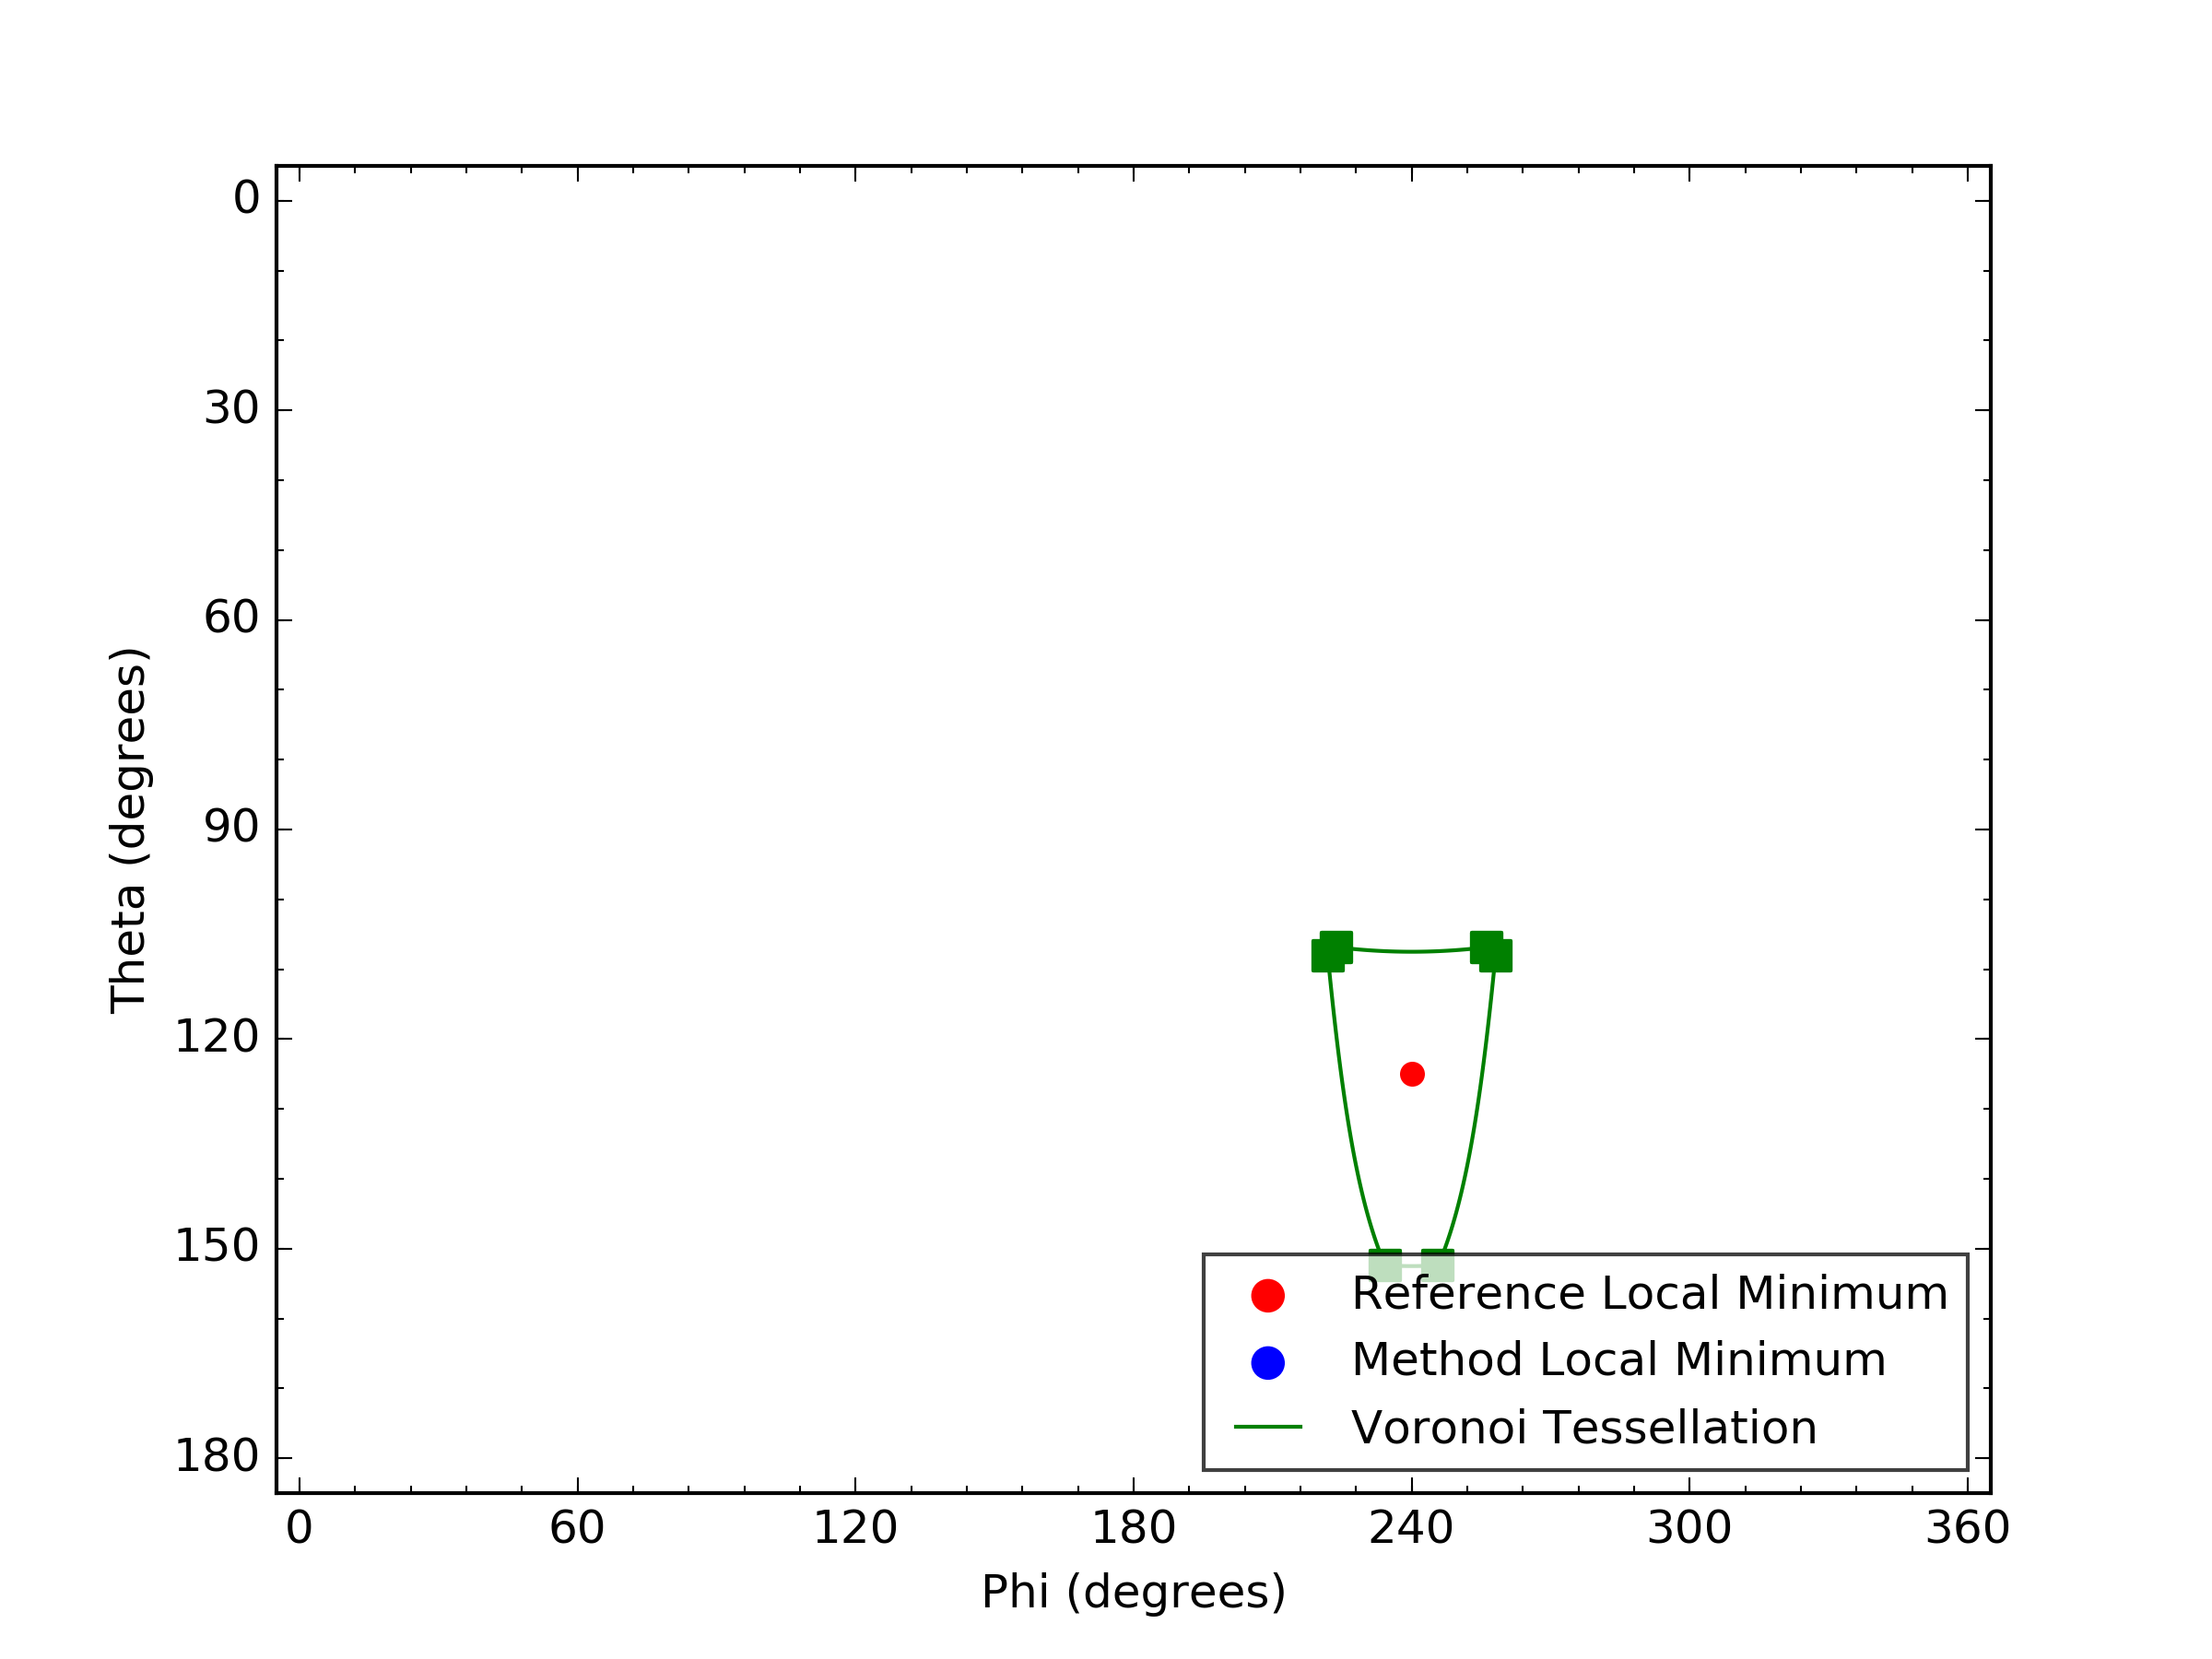 0
30
60
90
120
150
180
Theta (degrees)
Reference Local Minimum
Method Local Minimum
Voronoi Tessellation
0 60 120 180 240 300 360
Phi (degrees)